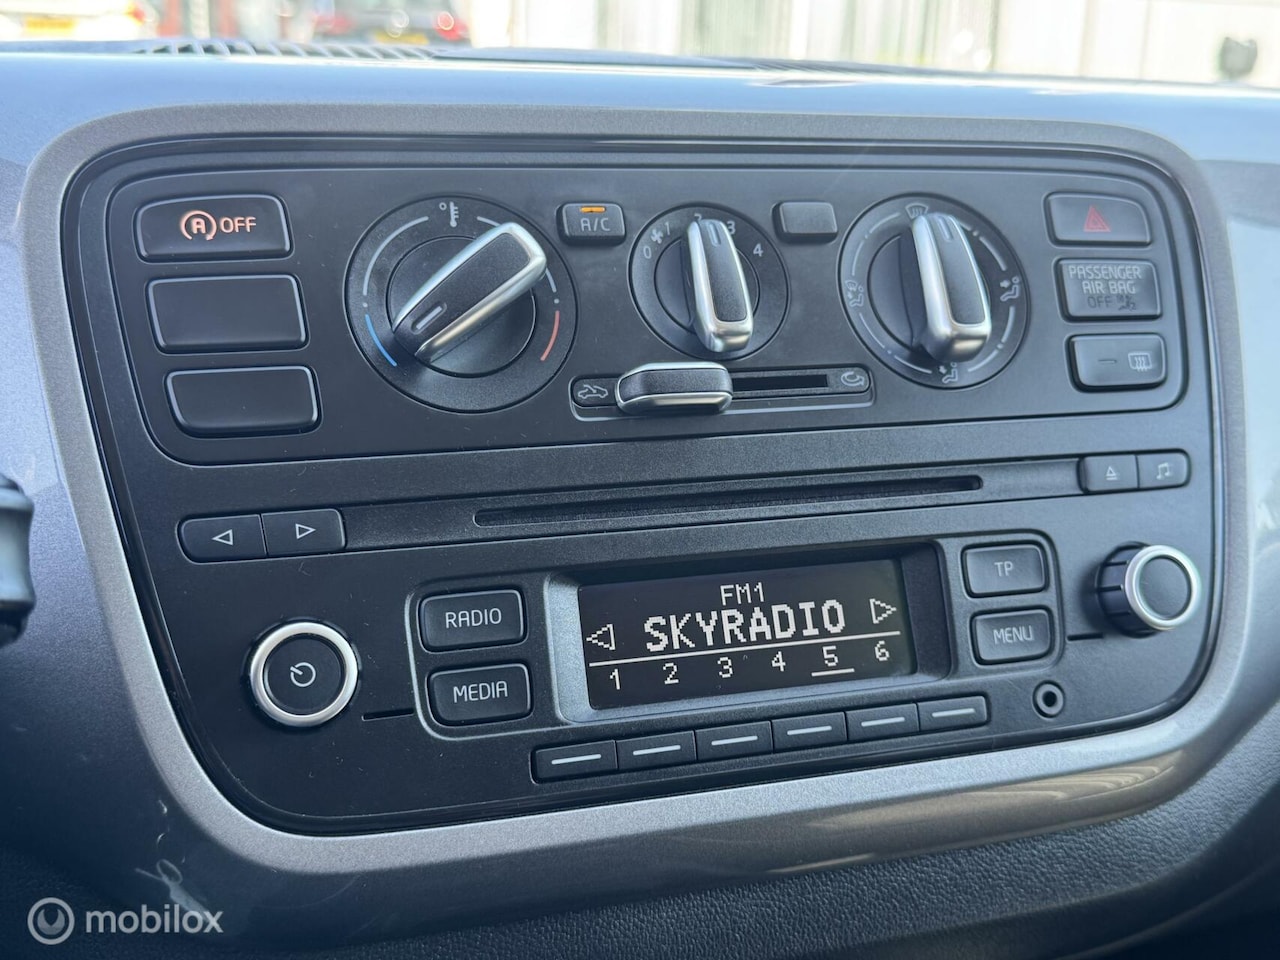 A OFF
A/C
0 1 2 3 4
PASSENGER
AIR BAG
OFF
RADIO
MEDIA
FM1
SKYRADIO
1 2 3 4 5 6
TP
MENU
mobilox